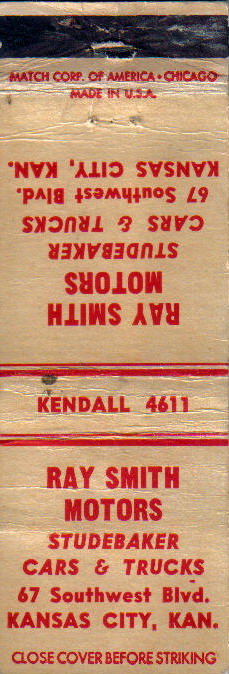 MATCH CORP. OF AMERICA • CHICAGO
MADE IN U.S.A.
RAY SMITH
MOTORS
STUDEBAKER
CARS & TRUCKS
67 Southwest Blvd.
KANSAS CITY, KAN.
KENDALL 4611
RAY SMITH
MOTORS
STUDEBAKER
CARS & TRUCKS
67 Southwest Blvd.
KANSAS CITY, KAN.
CLOSE COVER BEFORE STRIKING